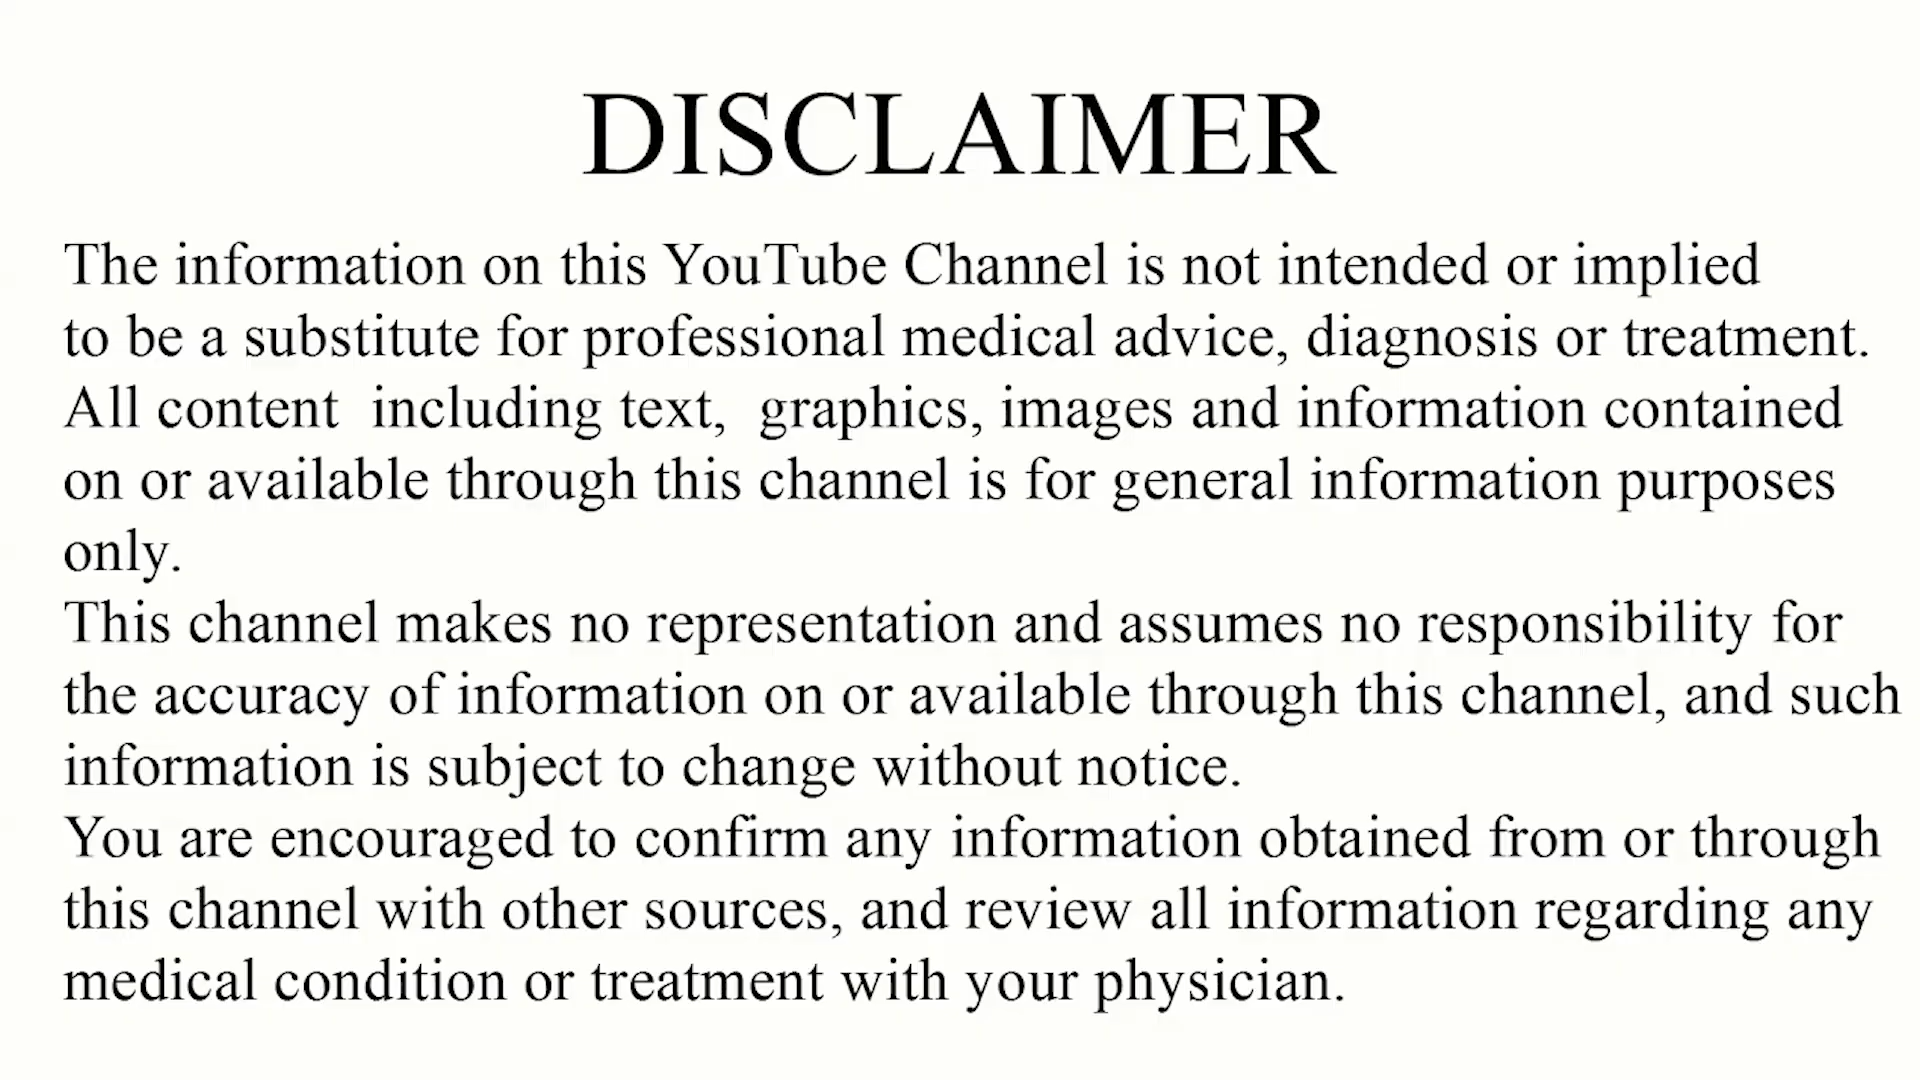 DISCLAIMER
The information on this YouTube Channel is not intended or implied
to be a substitute for professional medical advice, diagnosis or treatment.
All content  including text,  graphics, images and information contained
on or available through this channel is for general information purposes
only.
This channel makes no representation and assumes no responsibility for
the accuracy of information on or available through this channel, and such
information is subject to change without notice.
You are encouraged to confirm any information obtained from or through
this channel with other sources, and review all information regarding any
medical condition or treatment with your physician.